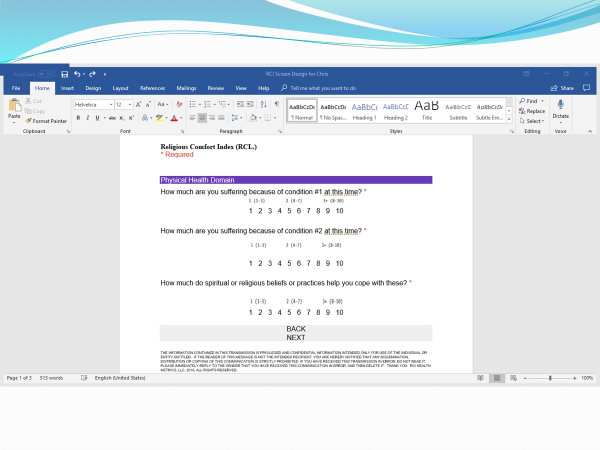 AutoSave
RCI Screen Design for Chris
File Home Insert Design Layout References Mailings Review View Help Tell me what you want to do Share
Paste
Cut
Copy
Format Painter
Clipboard
Helvetica 12
Font
Paragraph
AaBbCcDc AaBbCcDc AaBbCc AaBbCcC AaB AaBbCcD AaBbCcDc
¶ Normal ¶ No Spac... Heading 1 Heading 2 Title Subtitle Subtle Em...
Styles
Find
Replace
Select
Editing
Dictate
Voice
Religious Comfort Index (RCI.)
* Required
Physical Health Domain
How much are you suffering because of condition #1 at this time? *
1 (1-3) 2 (4-7) 3+ (8-10)
1 2 3 4 5 6 7 8 9 10
How much are you suffering because of condition #2 at this time? *
1 (1-3) 2 (4-7) 3+ (8-10)
1 2 3 4 5 6 7 8 9 10
How much do spiritual or religious beliefs or practices help you cope with these? *
1 (1-3) 2 (4-7) 3+ (8-10)
1 2 3 4 5 6 7 8 9 10
BACK
NEXT
THE INFORMATION CONTAINED IN THIS TRANSMISSION IS PRIVILEGED AND CONFIDENTIAL INFORMATION INTENDED ONLY FOR USE OF THE INDIVIDUAL OR
ENTITY ENTITLED. IF THE READER OF THIS MESSAGE IS NOT THE INTENDED RECIPIENT, YOU ARE HEREBY NOTIFIED THAT ANY DISSEMINATION,
DISTRIBUTION OR COPYING OF THIS COMMUNICATION IS STRICTLY PROHIBITED. IF YOU HAVE RECEIVED THIS TRANSMISSION IN ERROR, DO NOT READ IT.
PLEASE IMMEDIATELY REPLY TO THE SENDER THAT YOU HAVE RECEIVED THIS COMMUNICATION IN ERROR, AND THEN DELETE IT. THANK YOU. RCI HEALTH
METRICS, LLC, 2016, ALL RIGHTS RESERVED
Page 1 of 3 513 words English (United States) 100%